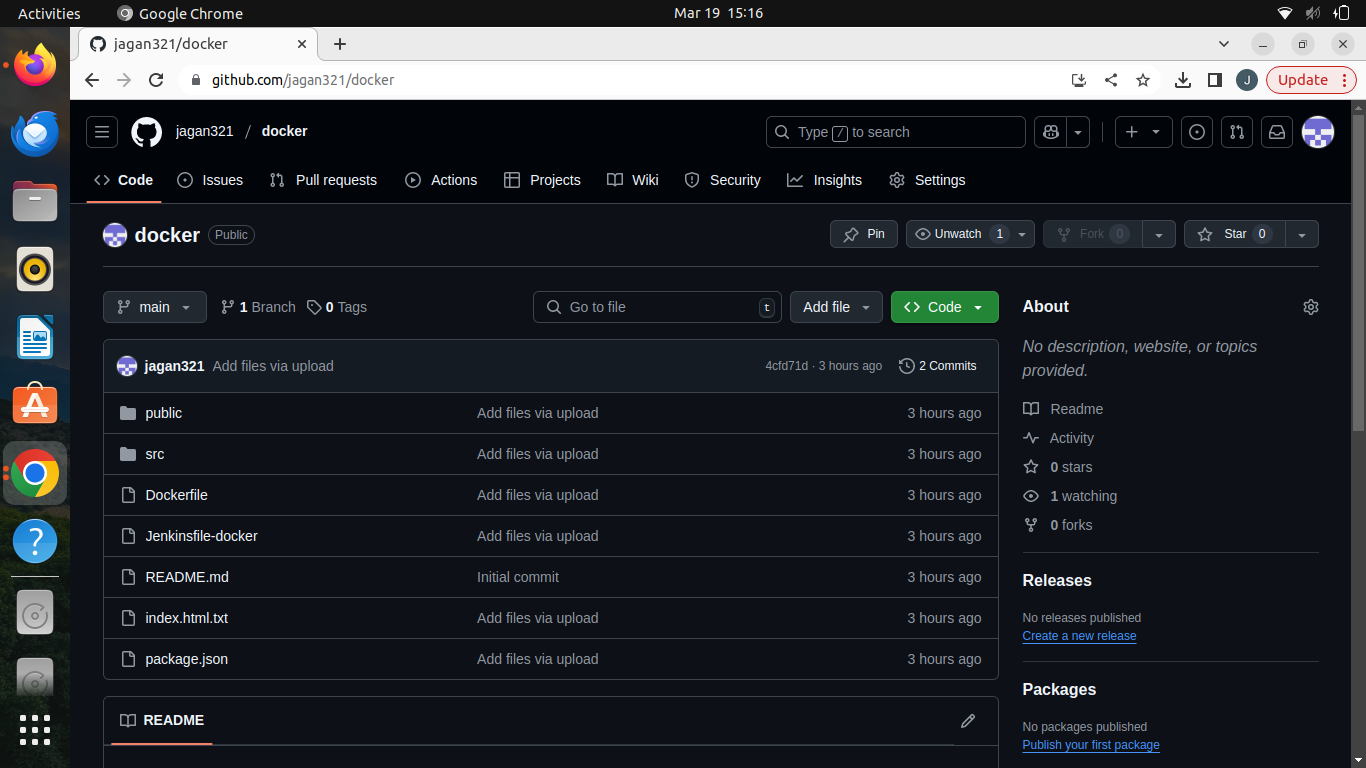 Activities Google Chrome Mar 19 15:16
jagan321/docker
github.com/jagan321/docker J Update
jagan321 / docker Type / to search
Code Issues Pull requests Actions Projects Wiki Security Insights Settings
docker Public Pin Unwatch 1 Fork 0 Star 0
main 1 Branch 0 Tags Go to file t Add file Code
jagan321 Add files via upload 4cfd71d · 3 hours ago 2 Commits
public Add files via upload 3 hours ago
src Add files via upload 3 hours ago
Dockerfile Add files via upload 3 hours ago
Jenkinsfile-docker Add files via upload 3 hours ago
README.md Initial commit 3 hours ago
index.html.txt Add files via upload 3 hours ago
package.json Add files via upload 3 hours ago
README
About
No description, website, or topics
provided.
Readme
Activity
0 stars
1 watching
0 forks
Releases
No releases published
Create a new release
Packages
No packages published
Publish your first package